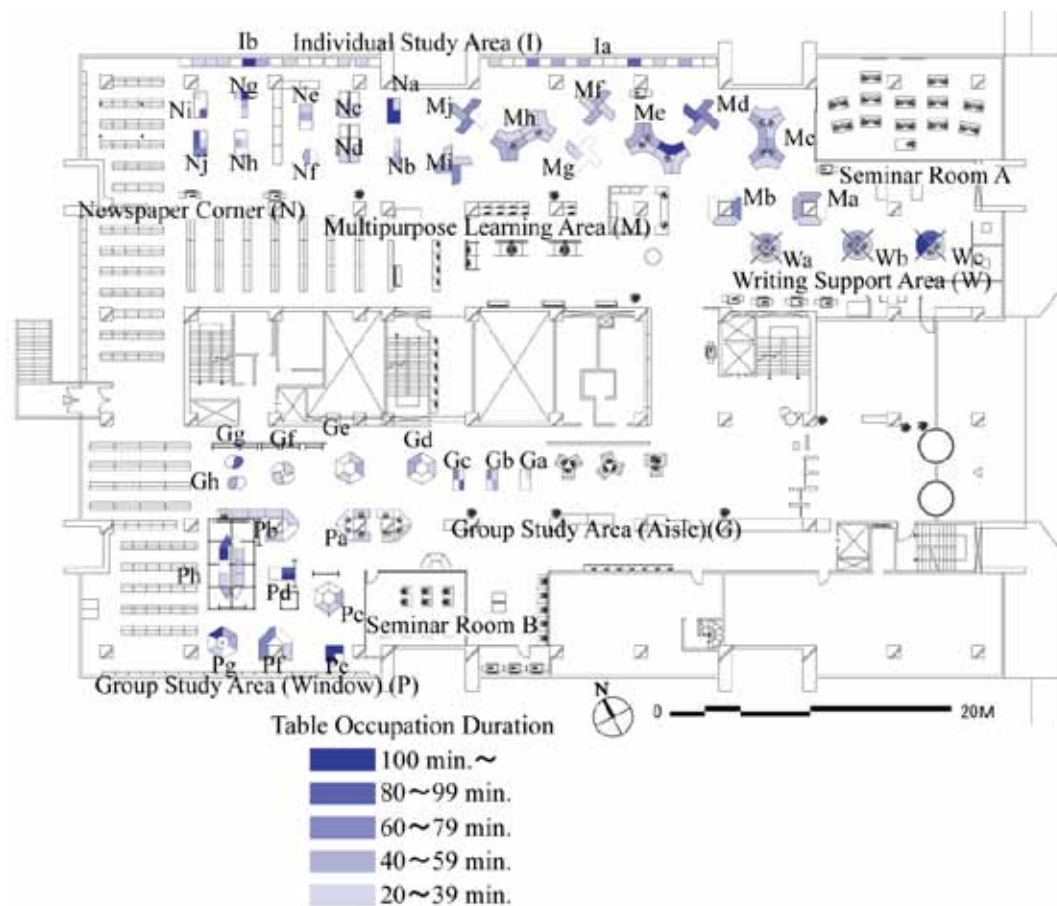 Ib Individual Study Area (I) Ia
Ng Ne Na Mf
Ni Nc Mj Mh Me Md
Nd Mc
Nj Nh Nf Nb Mi Mg
Seminar Room A
Newspaper Corner (N) Mb Ma
Multipurpose Learning Area (M)
Wa Wb Wc
Writing Support Area (W)
Gg Gf Ge Gd
Gh Gc Gb Ga
Pb Pa Group Study Area (Aisle)(G)
Ph Pd Pc
Seminar Room B
Pg Pf Pe
Group Study Area (Window) (P)
N
0 20M
Table Occupation Duration
100 min.~
80~99 min.
60~79 min.
40~59 min.
20~39 min.